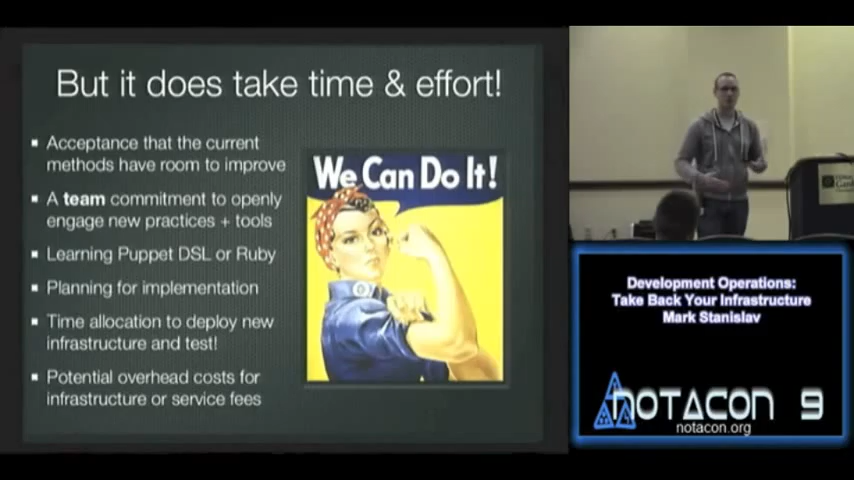 But it does take time & effort!
Acceptance that the current
methods have room to improve
A team commitment to openly
engage new practices + tools
Learning Puppet DSL or Ruby
Planning for implementation
Time allocation to deploy new
infrastructure and test!
Potential overhead costs for
infrastructure or service fees
We Can Do It!
Development Operations:
Take Back Your Infrastructure
Mark Stanislav
NOTACON 9
notacon.org